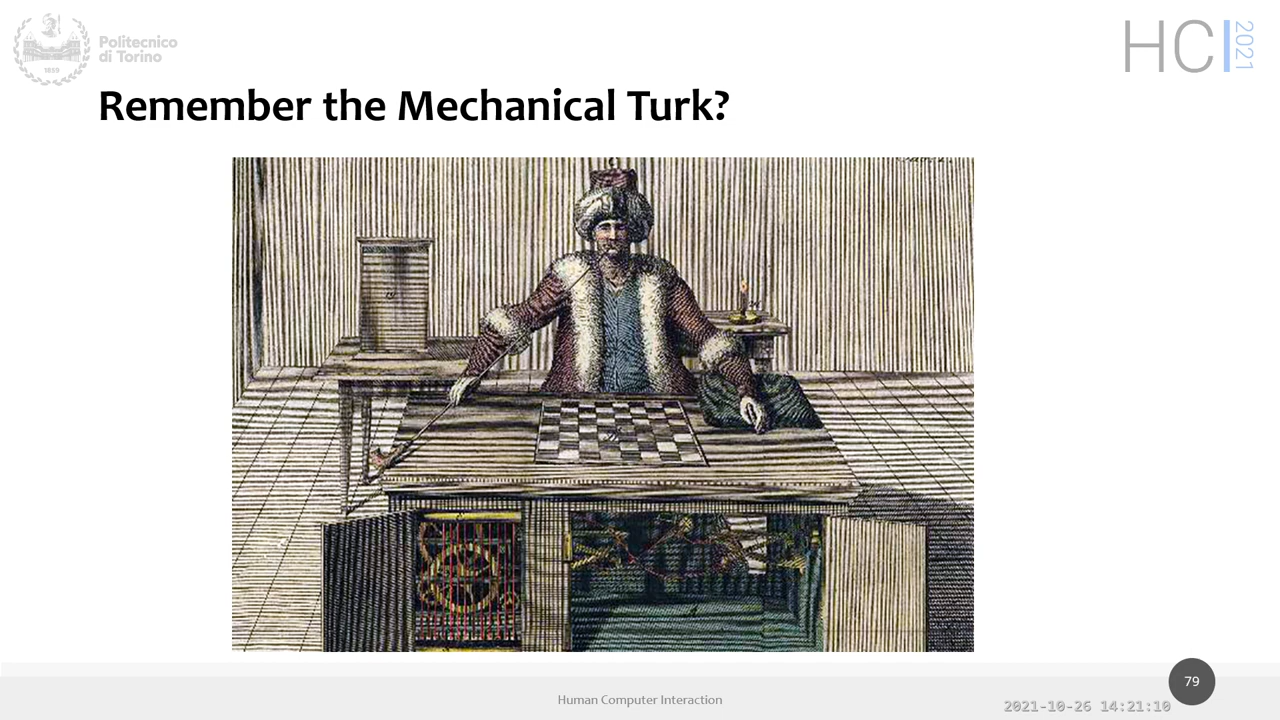 Politecnico
di Torino
1859
HCI
2021
Remember the Mechanical Turk?
79
Human Computer Interaction
2021-10-26 14:21:10